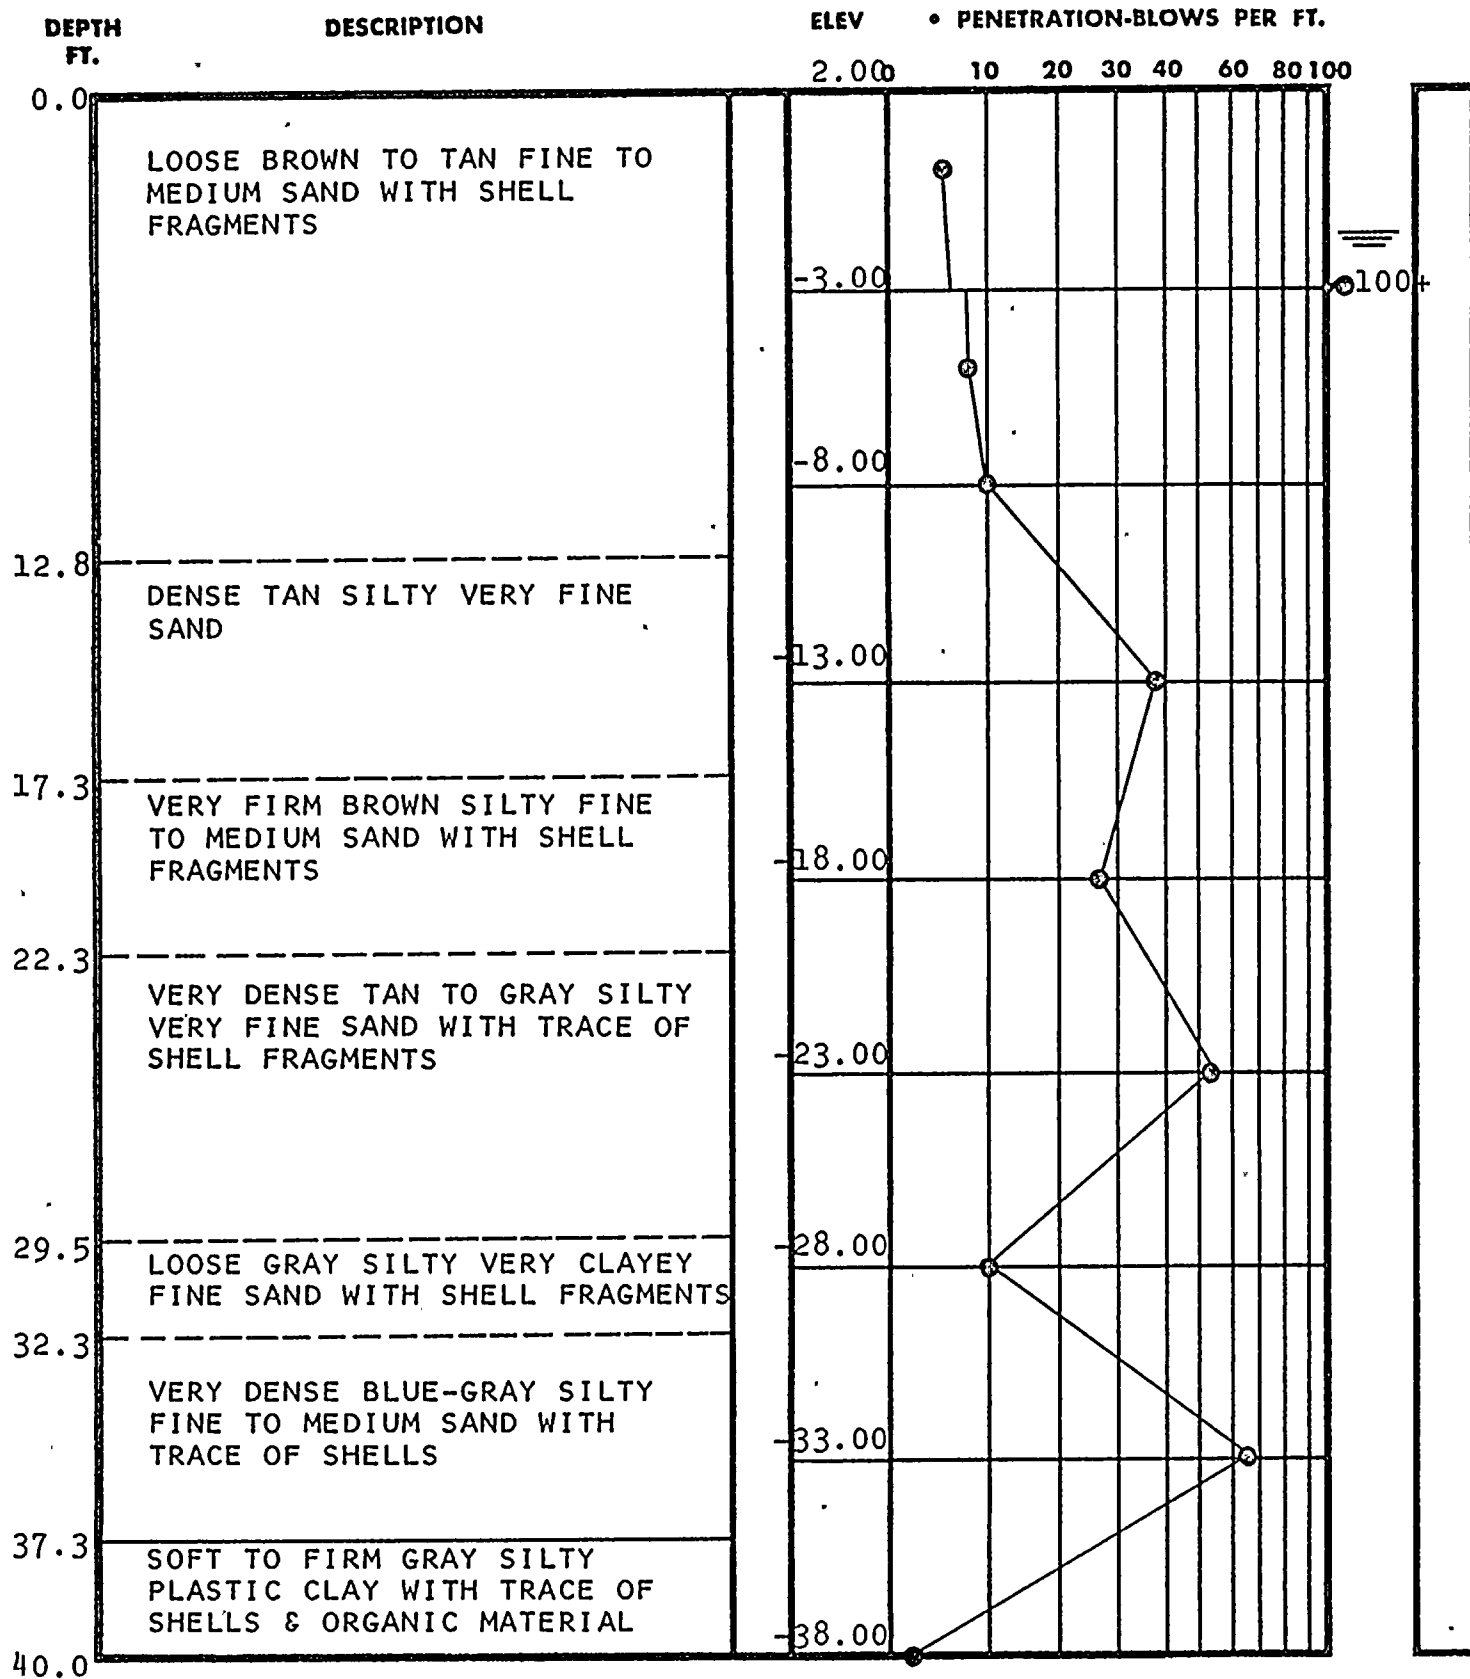 DEPTH FT.
DESCRIPTION
ELEV
• PENETRATION-BLOWS PER FT.
2.00
0 10 20 30 40 60 80 100
0.0
LOOSE BROWN TO TAN FINE TO
MEDIUM SAND WITH SHELL
FRAGMENTS
-3.00
100+
-8.00
12.8
DENSE TAN SILTY VERY FINE
SAND
-13.00
17.3
VERY FIRM BROWN SILTY FINE
TO MEDIUM SAND WITH SHELL
FRAGMENTS
-18.00
22.3
VERY DENSE TAN TO GRAY SILTY
VERY FINE SAND WITH TRACE OF
SHELL FRAGMENTS
-23.00
29.5
LOOSE GRAY SILTY VERY CLAYEY
FINE SAND WITH SHELL FRAGMENTS
-28.00
32.3
VERY DENSE BLUE-GRAY SILTY
FINE TO MEDIUM SAND WITH
TRACE OF SHELLS
-33.00
37.3
SOFT TO FIRM GRAY SILTY
PLASTIC CLAY WITH TRACE OF
SHELLS & ORGANIC MATERIAL
-38.00
40.0